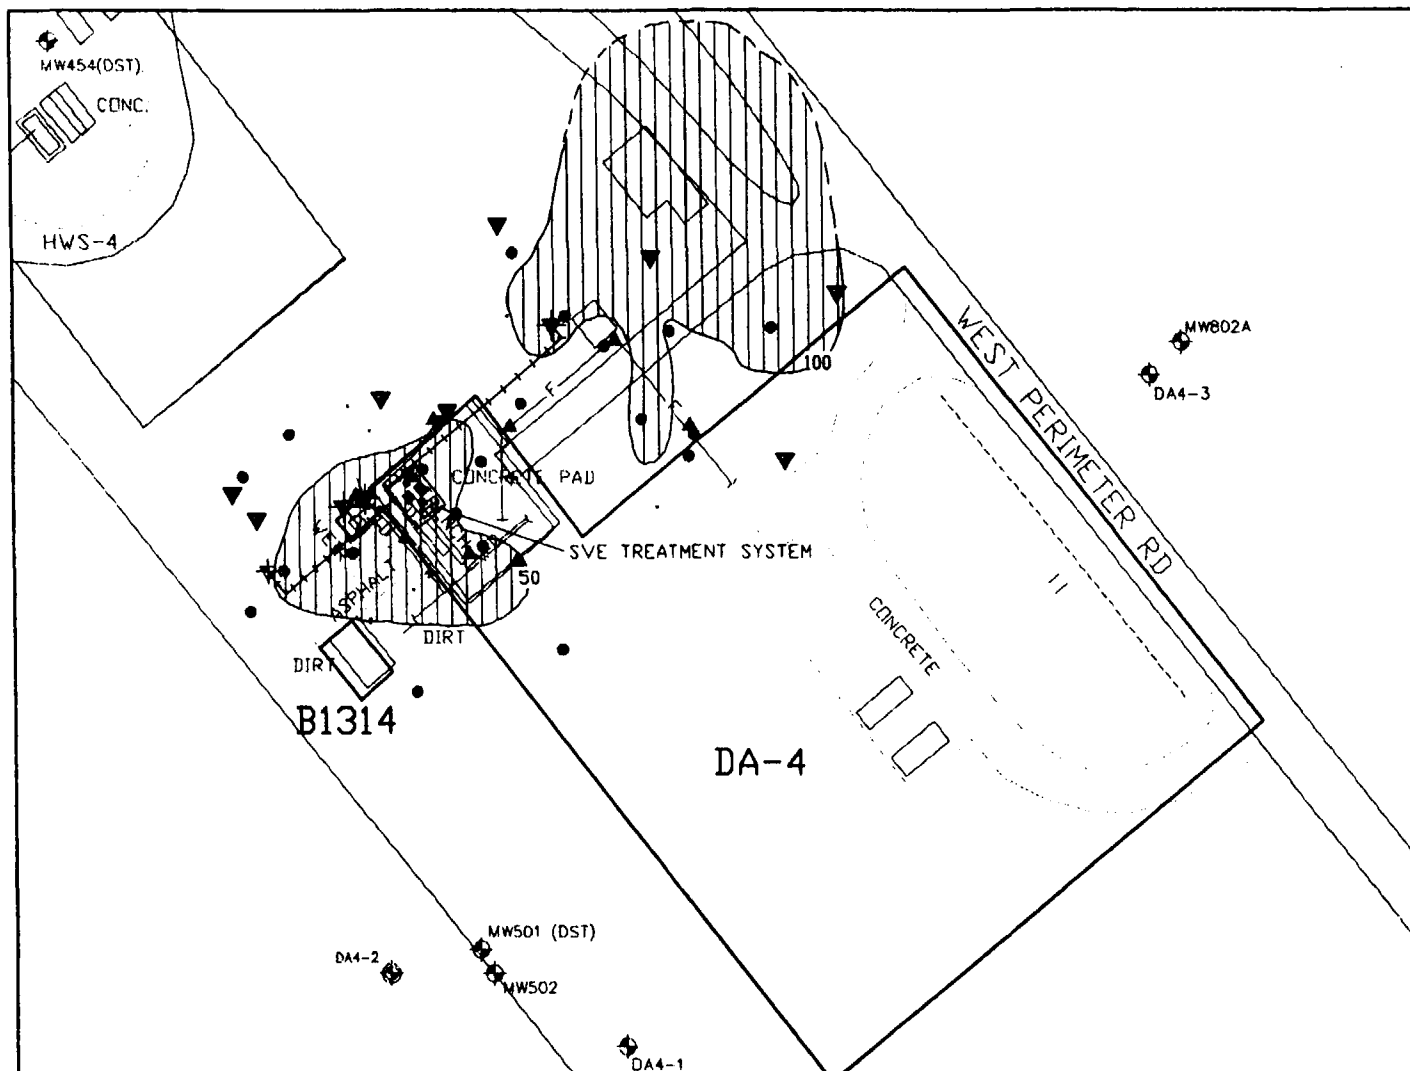 MW454(DST)
CONC.
HWS-4
WEST PERIMETER RD
MW802A
DA4-3
100
F
CONCRETE PAD
SVE TREATMENT SYSTEM
50
ASPHALT
DIRT
DIRT
B1314
CONCRETE
DA-4
MW501 (DST)
DA4-2
MW502
DA4-1